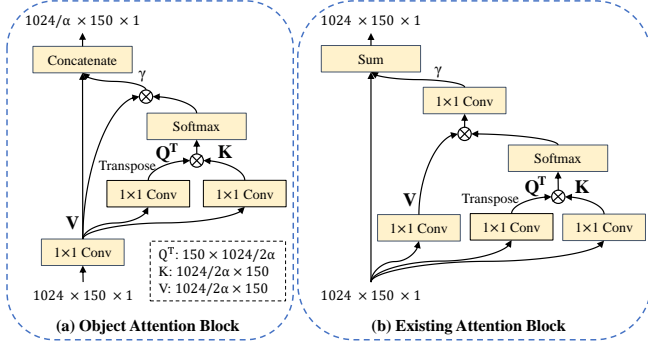 1024/α × 150 × 1
Concatenate
γ
⊗
Softmax
Q^T
K
Transpose
⊗
1×1 Conv
1×1 Conv
V
1×1 Conv
Q^T: 150 × 1024/2α
K: 1024/2α × 150
V: 1024/2α × 150
1024 × 150 × 1
(a) Object Attention Block
1024 × 150 × 1
Sum
γ
1×1 Conv
⊗
Softmax
V
Q^T
K
Transpose
⊗
1×1 Conv
1×1 Conv
1×1 Conv
1024 × 150 × 1
(b) Existing Attention Block